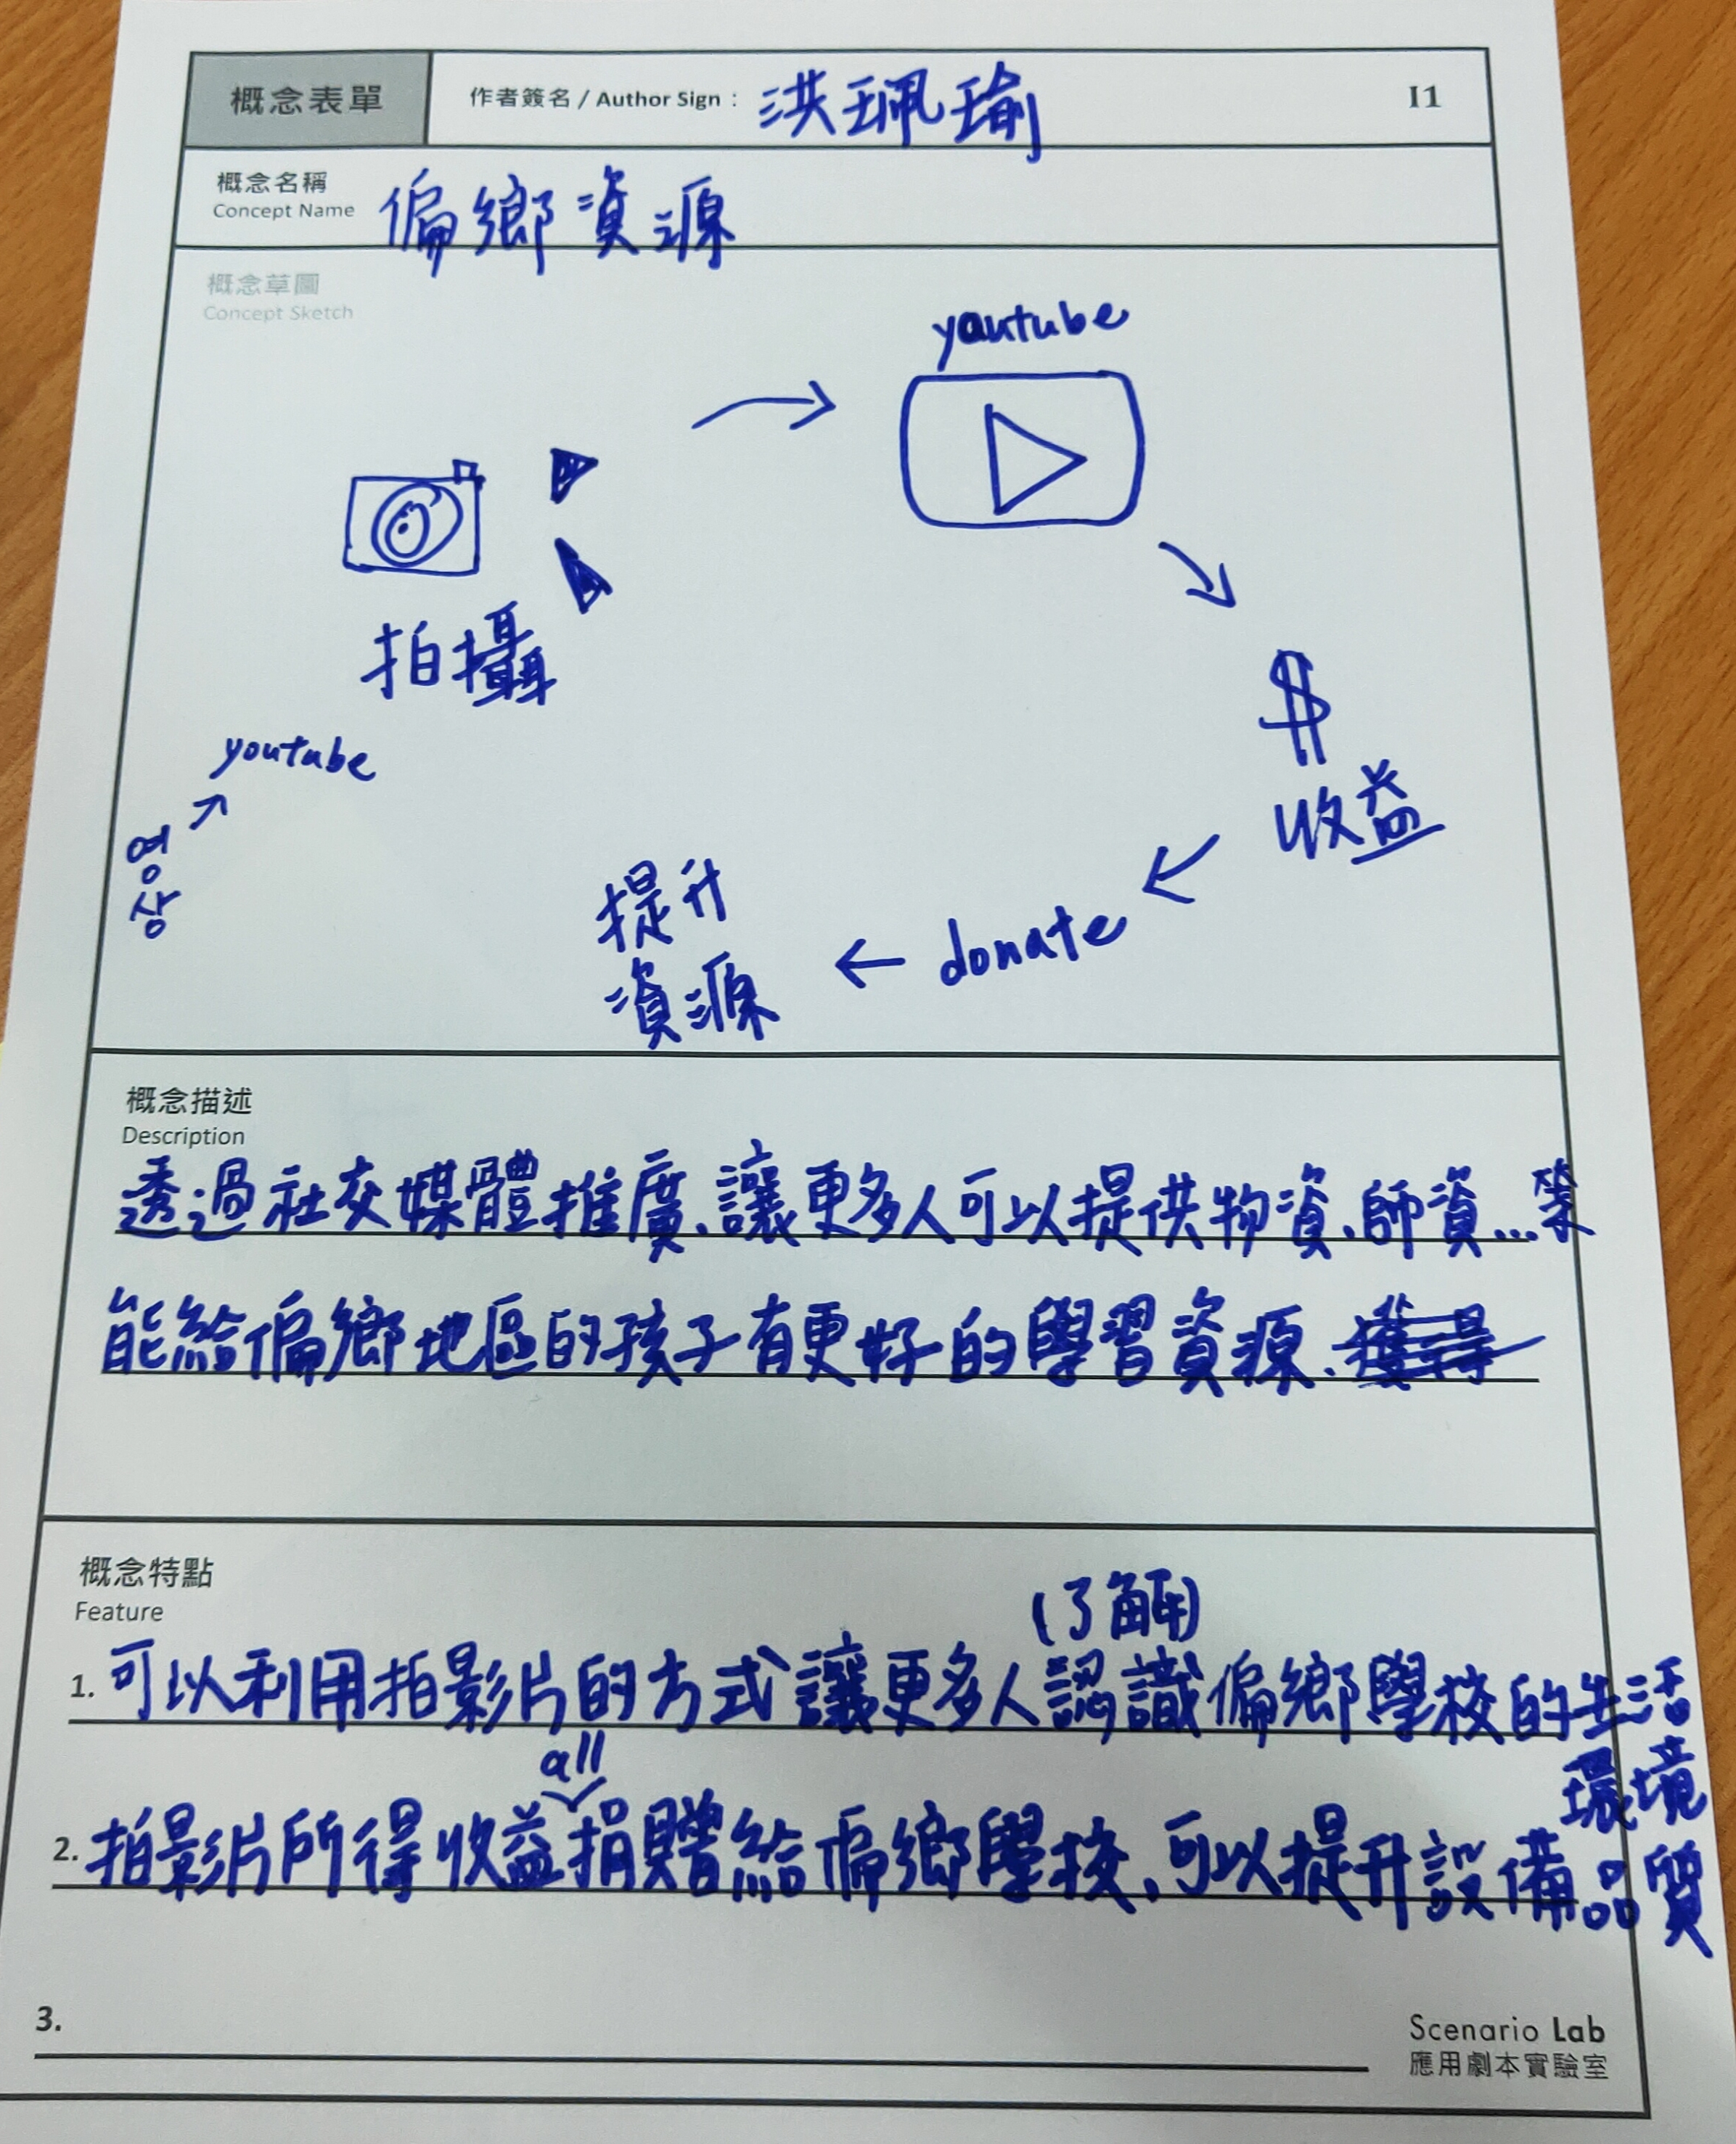 概念表單
作者簽名 / Author Sign : 洪珮瑜
I1
概念名稱
Concept Name
偏鄉資源
概念草圖
Concept Sketch
youtube
拍攝
youtube
영상
$
收益
donate
提升
資源
概念描述
Description
透過社交媒體推廣、讓更多人可以提供物資、師資...等
能給偏鄉地區的孩子有更好的學習資源、獲得
概念特點
Feature
(了解)
1. 可以利用拍影片的方式讓更多人認識偏鄉學校的生活
環境
all
2. 拍影片所得收益捐贈給偏鄉學校、可以提升設備品質
3.
Scenario Lab
應用劇本實驗室